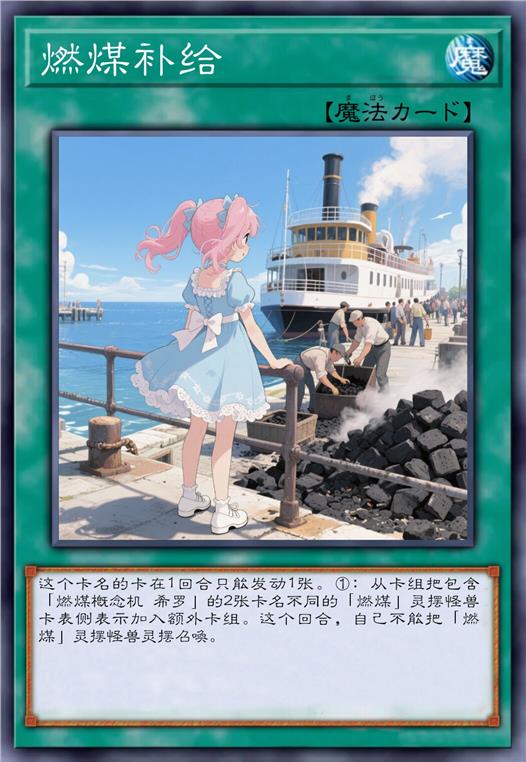 燃煤补给
魔
【魔法カード】
ま ほう
这个卡名的卡在1回合只能发动1张。①：从卡组把包含
「燃煤概念机 希罗」的2张卡名不同的「燃煤」灵摆怪兽
卡表侧表示加入额外卡组。这个回合，自己不能把「燃
煤」灵摆怪兽灵摆召唤。